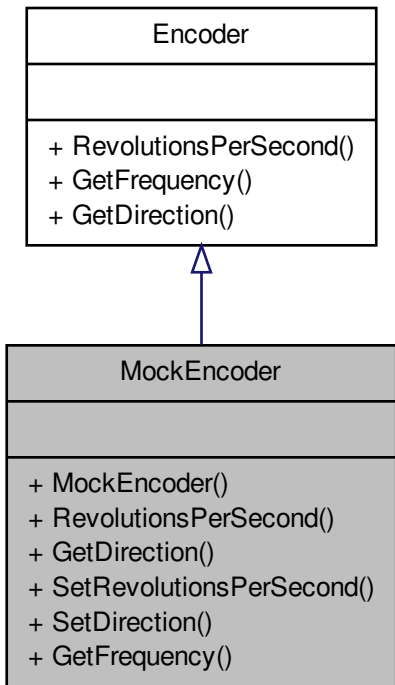 Encoder
+ RevolutionsPerSecond()
+ GetFrequency()
+ GetDirection()
MockEncoder
+ MockEncoder()
+ RevolutionsPerSecond()
+ GetDirection()
+ SetRevolutionsPerSecond()
+ SetDirection()
+ GetFrequency()